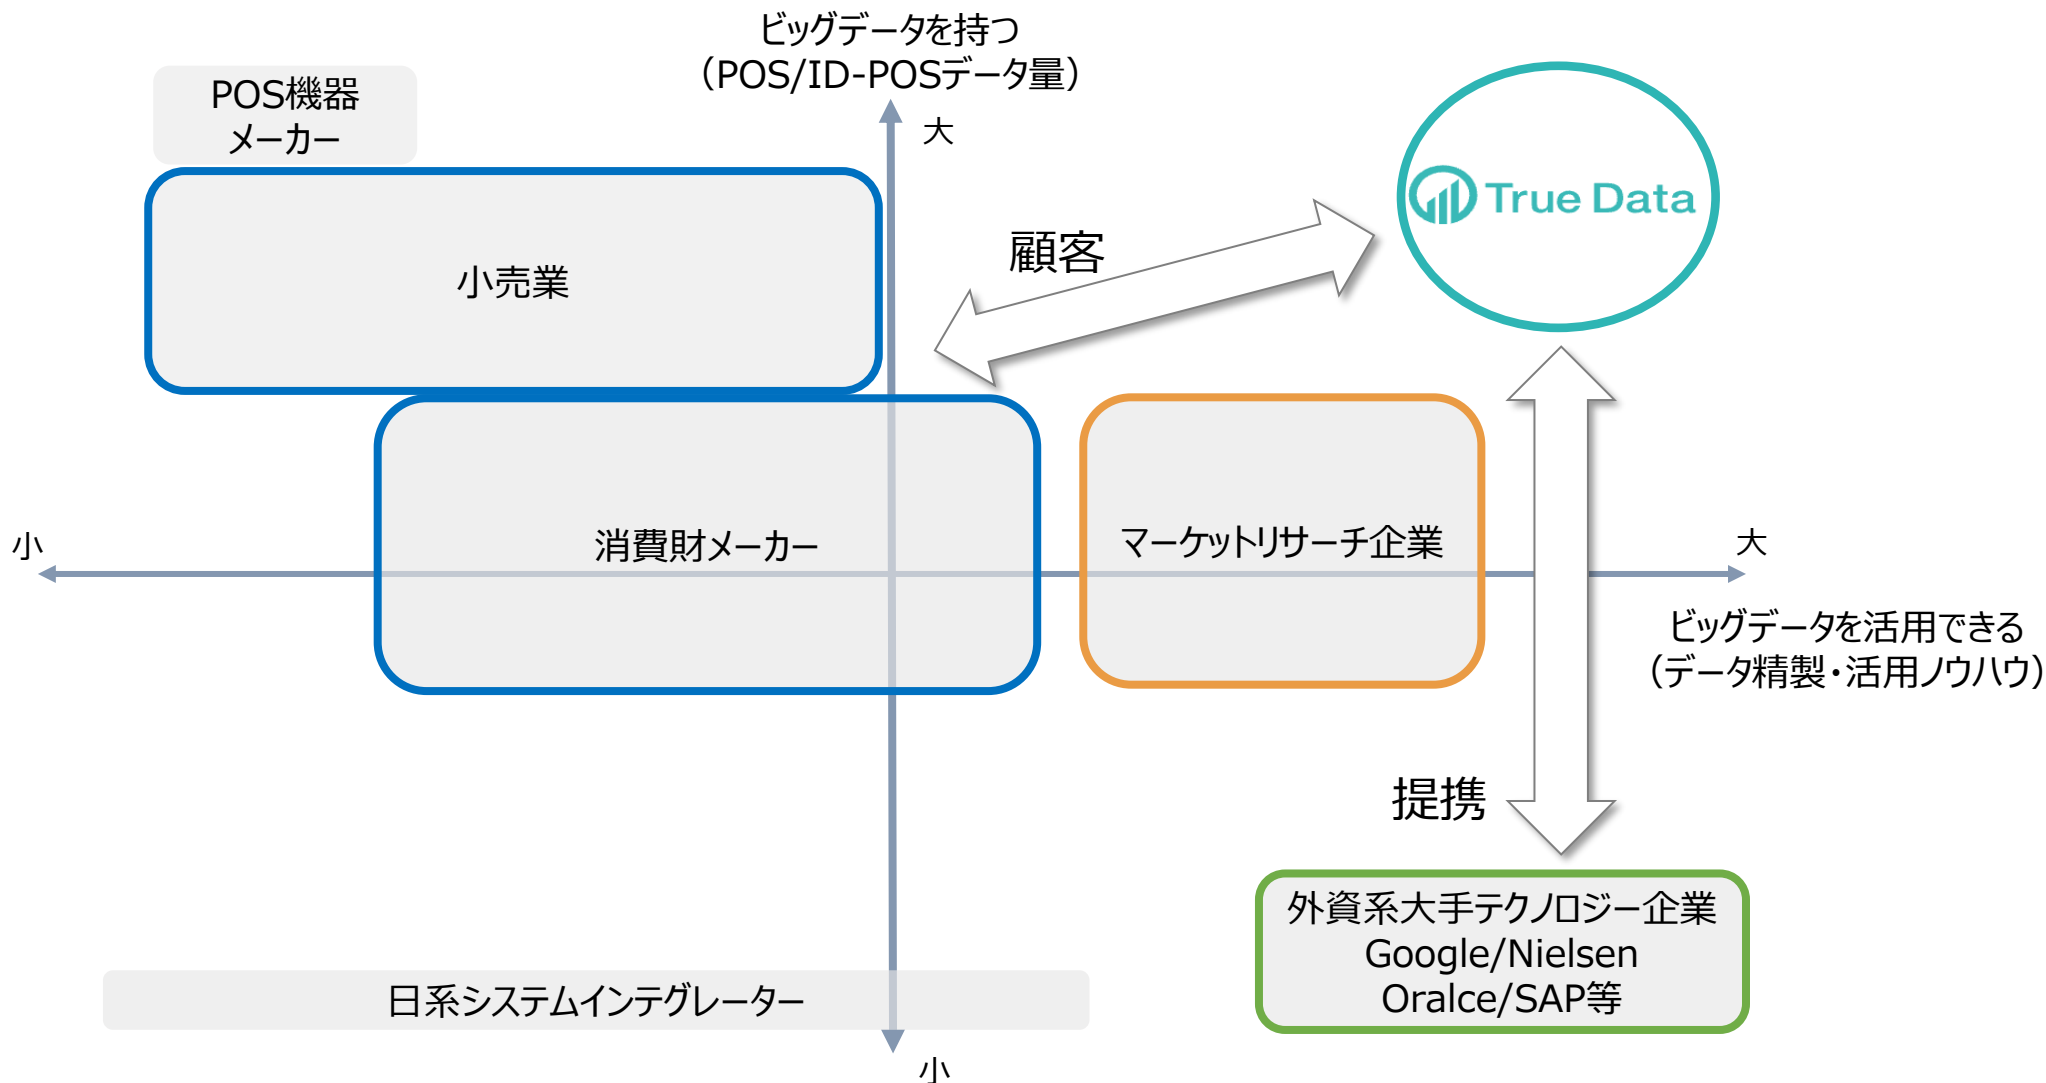 ビッグデータを持つ
（POS/ID-POSデータ量）
大
POS機器
メーカー
True Data
顧客
小売業
小
消費財メーカー
マーケットリサーチ企業
大
ビッグデータを活用できる
（データ精製・活用ノウハウ）
提携
外資系大手テクノロジー企業
Google/Nielsen
Oralce/SAP等
日系システムインテグレーター
小